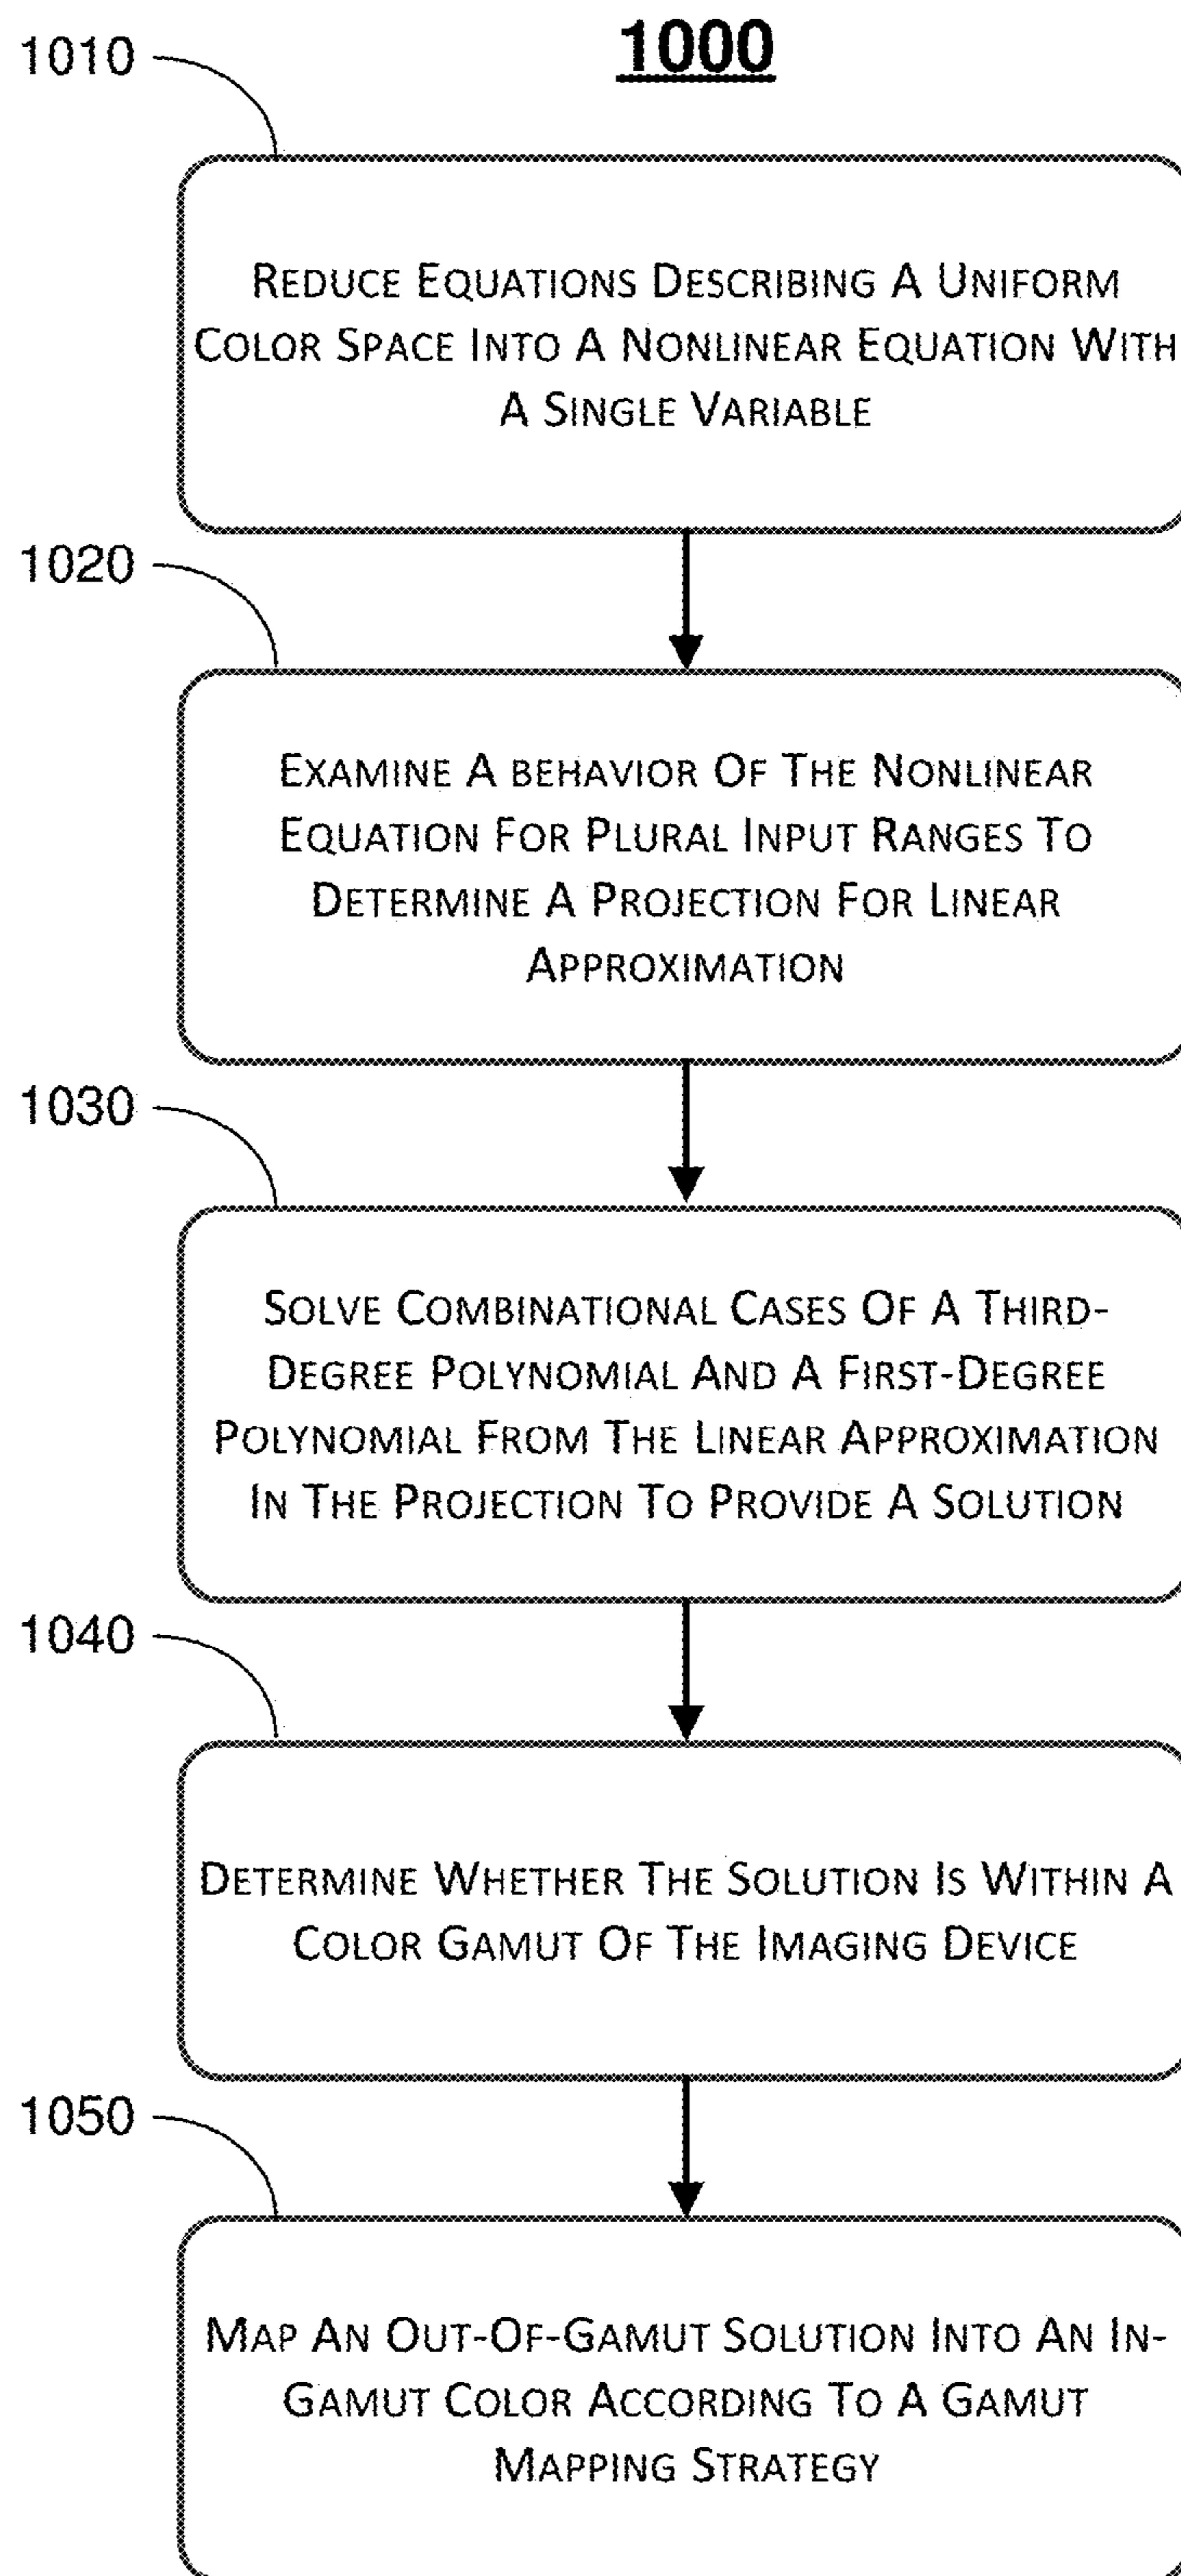 1000
1010
REDUCE EQUATIONS DESCRIBING A UNIFORM
COLOR SPACE INTO A NONLINEAR EQUATION WITH
A SINGLE VARIABLE
1020
EXAMINE A BEHAVIOR OF THE NONLINEAR
EQUATION FOR PLURAL INPUT RANGES TO
DETERMINE A PROJECTION FOR LINEAR
APPROXIMATION
1030
SOLVE COMBINATIONAL CASES OF A THIRD-
DEGREE POLYNOMIAL AND A FIRST-DEGREE
POLYNOMIAL FROM THE LINEAR APPROXIMATION
IN THE PROJECTION TO PROVIDE A SOLUTION
1040
DETERMINE WHETHER THE SOLUTION IS WITHIN A
COLOR GAMUT OF THE IMAGING DEVICE
1050
MAP AN OUT-OF-GAMUT SOLUTION INTO AN IN-
GAMUT COLOR ACCORDING TO A GAMUT
MAPPING STRATEGY